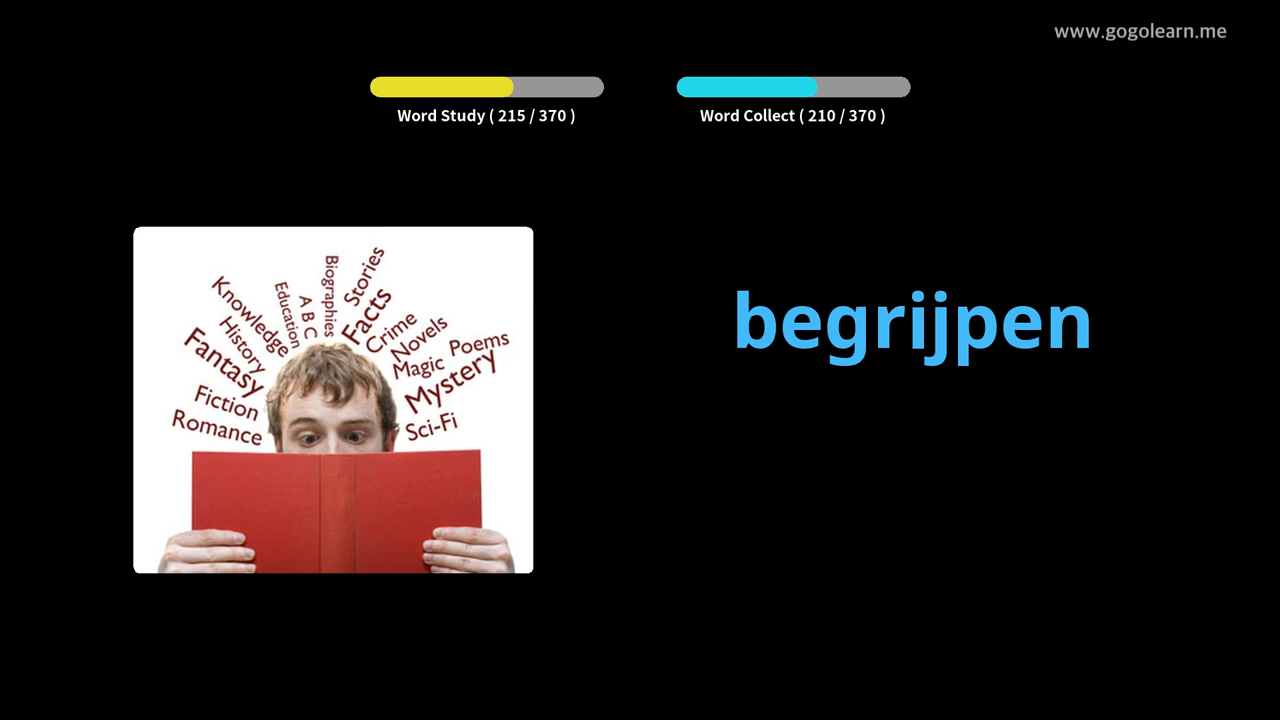 www.gogolearn.me
Word Study ( 215 / 370 )
Word Collect ( 210 / 370 )
Biographies
Stories
Education
A B C
Facts
Knowledge
Crime
History
Novels
Fantasy
Magic
Poems
Mystery
Fiction
Romance
Sci-Fi
begrijpen